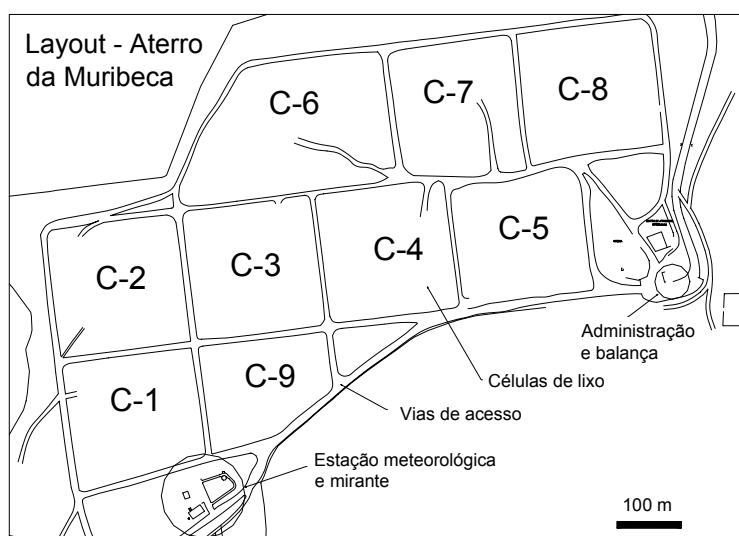 Layout - Aterro
da Muribeca
C-6
C-7
C-8
C-2
C-3
C-4
C-5
C-1
C-9
Administração
e balança
Células de lixo
Vias de acesso
Estação meteorológica
e mirante
100 m